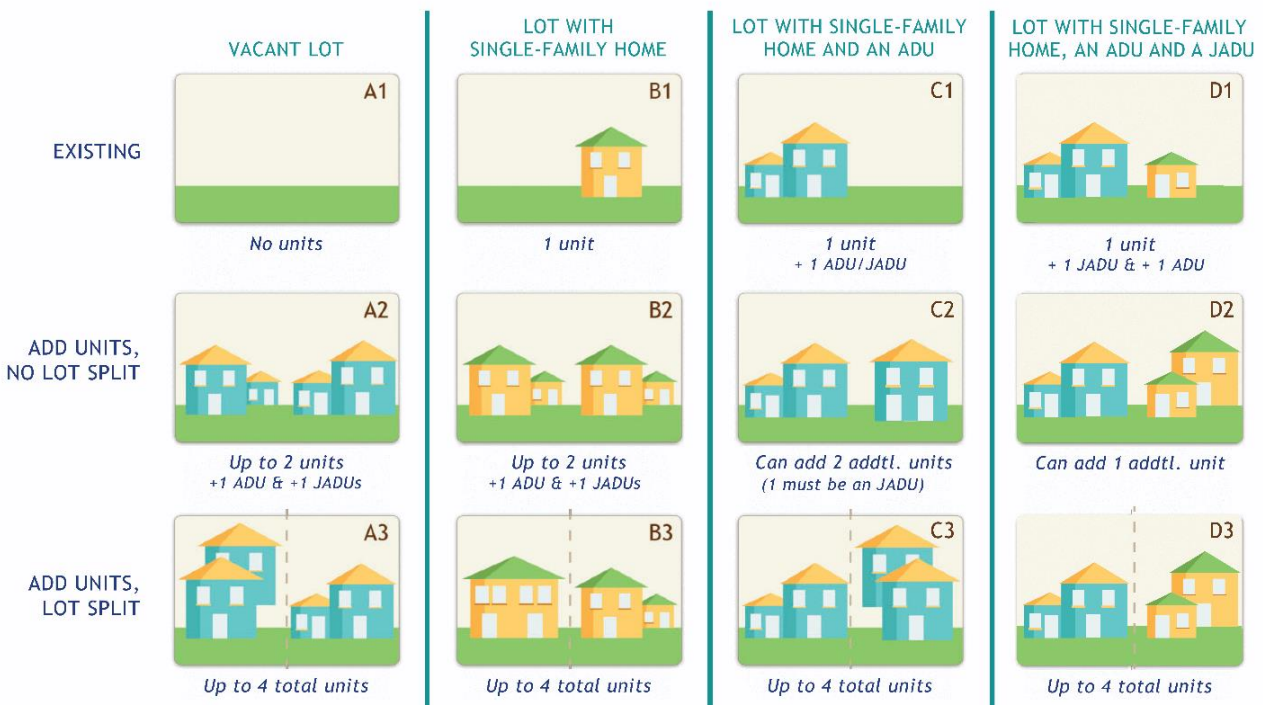 VACANT LOT
LOT WITH
SINGLE-FAMILY HOME
LOT WITH SINGLE-FAMILY
HOME AND AN ADU
LOT WITH SINGLE-FAMILY
HOME, AN ADU AND A JADU
EXISTING
A1
B1
C1
D1
No units
1 unit
1 unit
+ 1 ADU/JADU
1 unit
+ 1 JADU & + 1 ADU
ADD UNITS,
NO LOT SPLIT
A2
B2
C2
D2
Up to 2 units
+1 ADU & +1 JADUs
Up to 2 units
+1 ADU & +1 JADUs
Can add 2 addtl. units
(1 must be an JADU)
Can add 1 addtl. unit
ADD UNITS,
LOT SPLIT
A3
B3
C3
D3
Up to 4 total units
Up to 4 total units
Up to 4 total units
Up to 4 total units